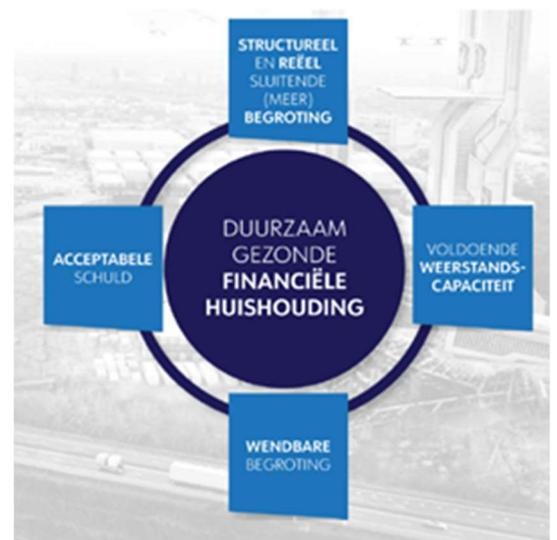 STRUCTUREEL
EN REËEL
SLUITENDE
(MEER)
BEGROTING
ACCEPTABELE
SCHULD
DUURZAAM
GEZONDE
FINANCIËLE
HUISHOUDING
VOLDOENDE
WEERSTANDS-
CAPACITEIT
WENDBARE
BEGROTING